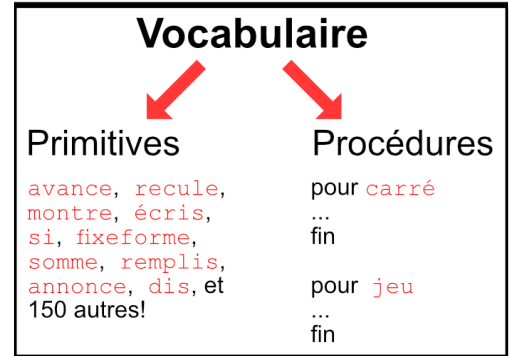 Vocabulaire
Primitives
avance, recule,
montre, écris,
si, fixeforme,
somme, remplis,
annonce, dis, et
150 autres!
Procédures
pour carré
...
fin
pour jeu
...
fin